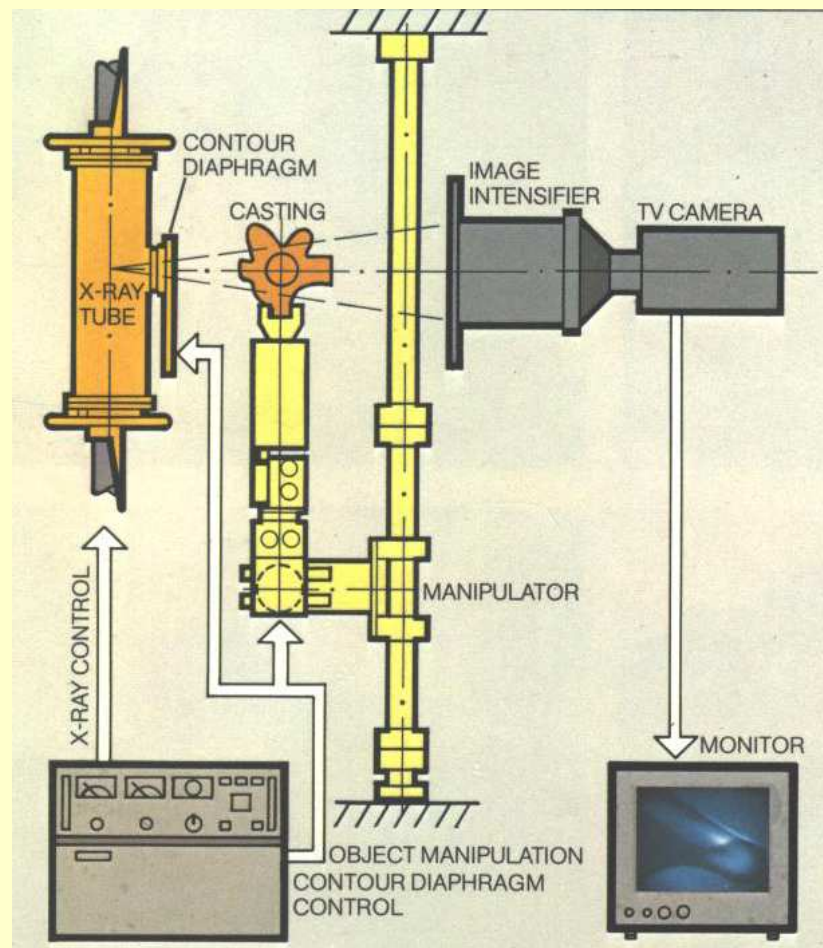 CONTOUR
DIAPHRAGM
CASTING
IMAGE
INTENSIFIER
TV CAMERA
X-RAY
TUBE
MANIPULATOR
X-RAY CONTROL
MONITOR
OBJECT MANIPULATION
CONTOUR DIAPHRAGM
CONTROL